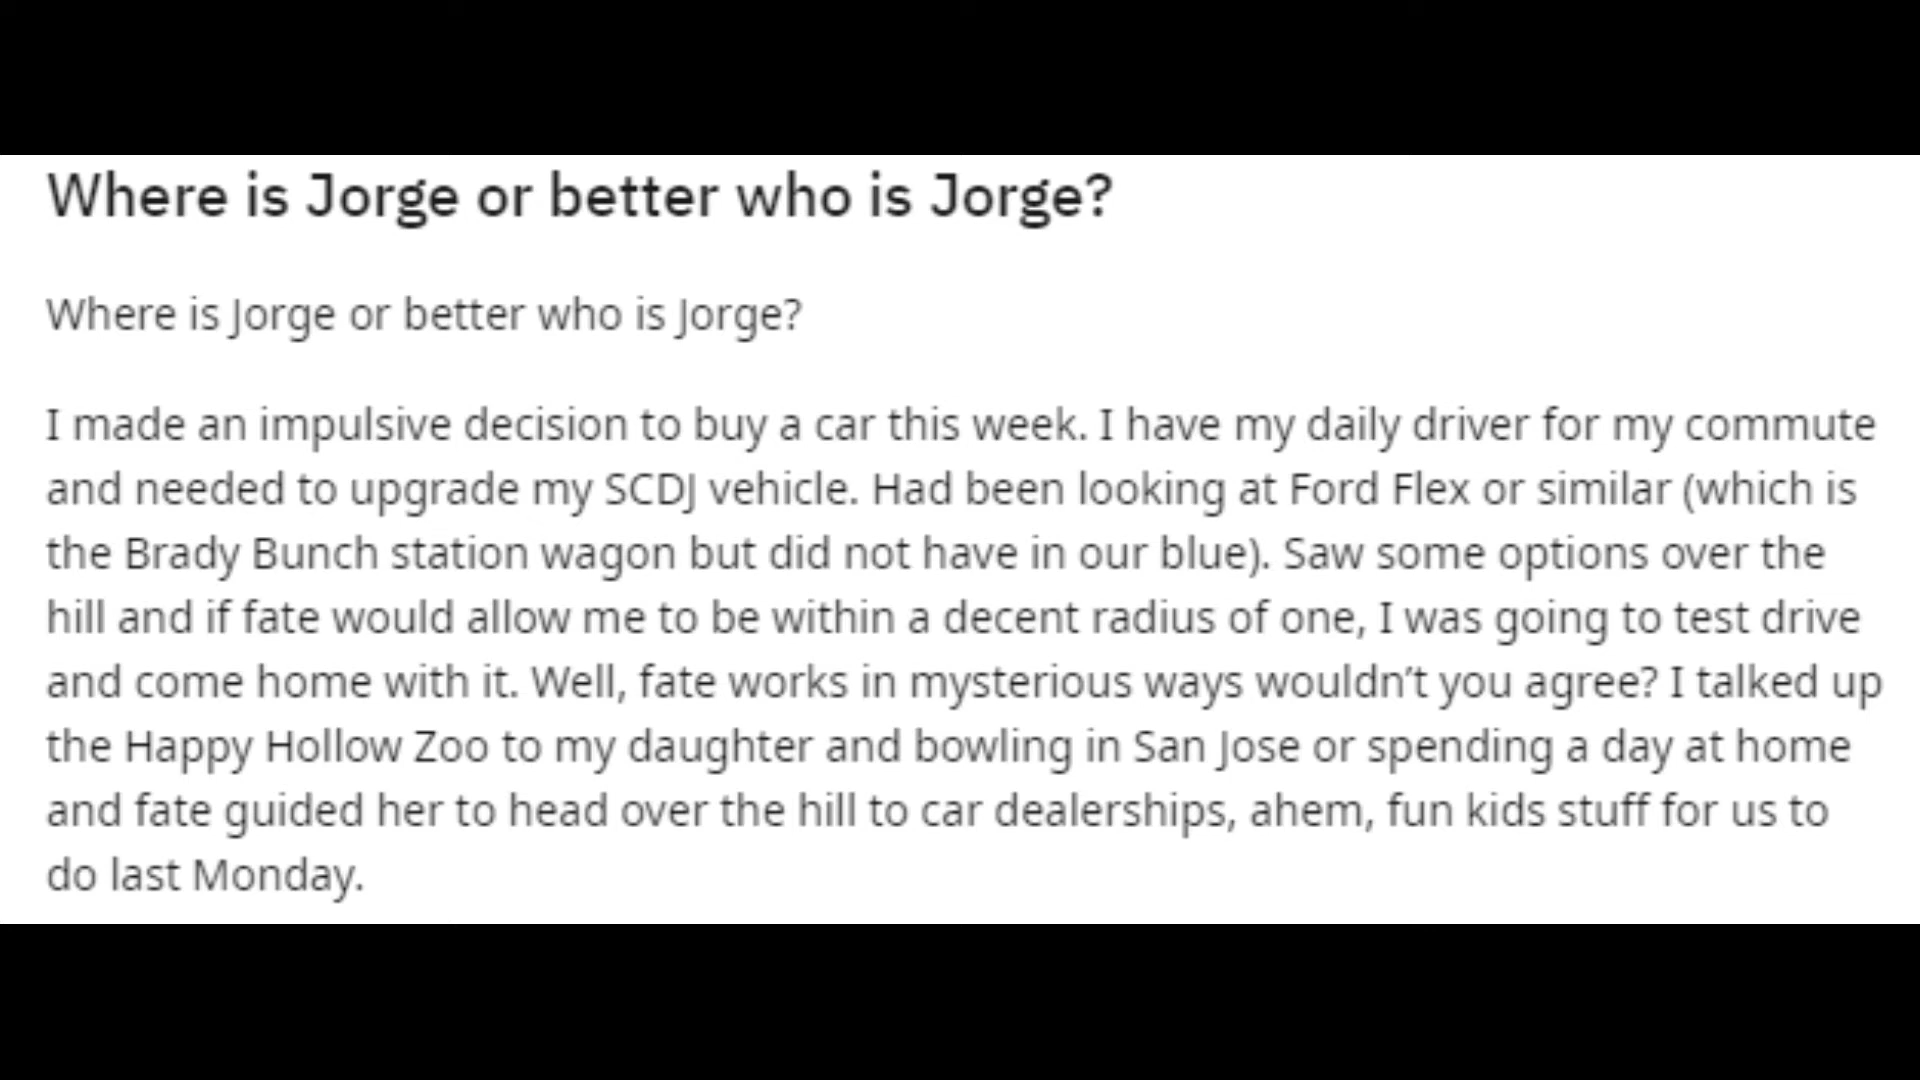 Where is Jorge or better who is Jorge?
Where is Jorge or better who is Jorge?
I made an impulsive decision to buy a car this week. I have my daily driver for my commute
and needed to upgrade my SCDJ vehicle. Had been looking at Ford Flex or similar (which is
the Brady Bunch station wagon but did not have in our blue). Saw some options over the
hill and if fate would allow me to be within a decent radius of one, I was going to test drive
and come home with it. Well, fate works in mysterious ways wouldn’t you agree? I talked up
the Happy Hollow Zoo to my daughter and bowling in San Jose or spending a day at home
and fate guided her to head over the hill to car dealerships, ahem, fun kids stuff for us to
do last Monday.